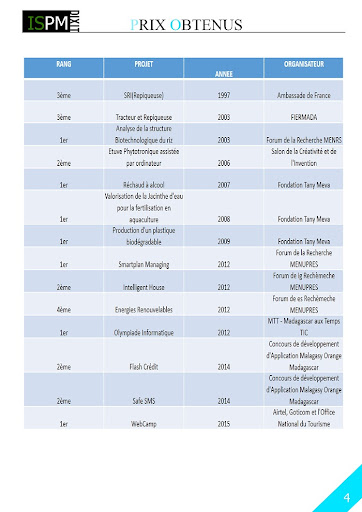 ISPM DIXIT
PRIX OBTENUS
RANG PROJET ANNEE ORGANISATEUR
3ème SRI(Repiqueuse) 1997 Ambassade de France
3ème Tracteur et Repiqueuse 2003 FIERMADA
Analyse de la structure
1er Biotechnologique du riz 2003 Forum de la Recherche MENRS
Etuve Phytotronique assistée Salon de la Créativité et de
2ème par ordinateur 2006 l'Invention
1er Réchaud à alcool 2007 Fondation Tany Meva
Valorisation de la Jacinthe d'eau
pour la fertilisation en
1er aquaculture 2008 Fondation Tany Meva
Production d'un plastique
1er biodégradable 2009 Fondation Tany Meva
Forum de la Recherche
1er Smartplan Managing 2012 MENUPRES
Forum de lg Rechèmeche
2ème Intelligent House 2012 MENUPRES
Forum de es Rechèmeche
4ème Energies Renouvelables 2012 MENUPRES
MTT - Madagascar aux Temps
1er Olympiade Informatique 2012 TIC
Concours de développement
d'Application Malagasy Orange
2ème Flash Crédit 2014 Madagascar
Concours de développement
d'Application Malagasy Orange
2ème Safe SMS 2014 Madagascar
Airtel, Goticom et l'Office
1er WebCamp 2015 National du Tourisme
4